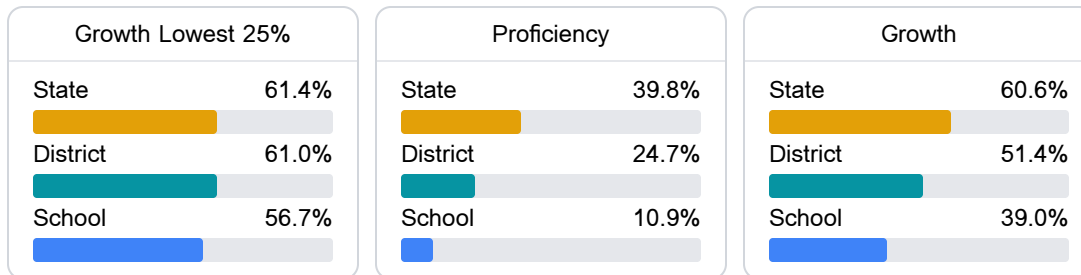 Growth Lowest 25%
State 61.4%
District 61.0%
School 56.7%
Proficiency
State 39.8%
District 24.7%
School 10.9%
Growth
State 60.6%
District 51.4%
School 39.0%